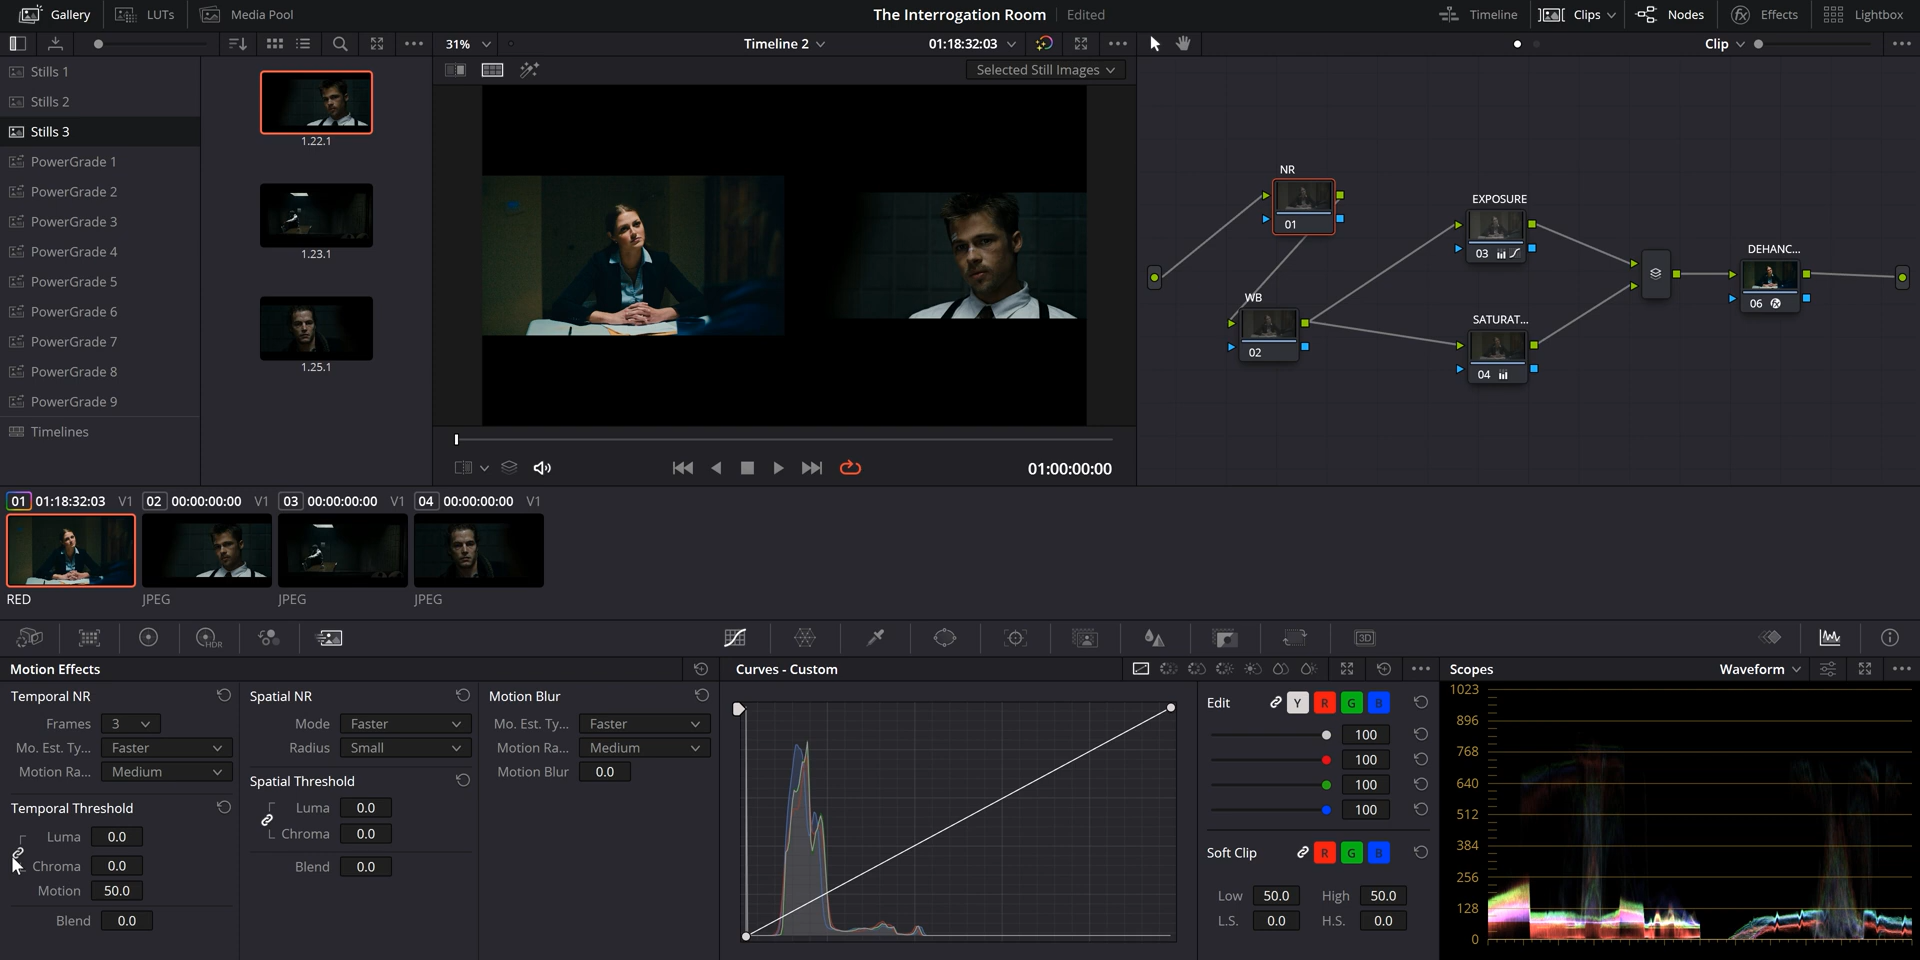 Gallery LUTs Media Pool The Interrogation Room Edited Timeline Clips Nodes Effects Lightbox
31% Timeline 2 01:18:32:03 Clip
Selected Still Images
Stills 1
Stills 2
Stills 3
PowerGrade 1
PowerGrade 2
PowerGrade 3
PowerGrade 4
PowerGrade 5
PowerGrade 6
PowerGrade 7
PowerGrade 8
PowerGrade 9
Timelines
1.22.1
1.23.1
1.25.1
01:00:00:00
NR
01
WB
02
EXPOSURE
03
SATURAT...
04
DEHANC...
06
01 01:18:32:03 V1 02 00:00:00:00 V1 03 00:00:00:00 V1 04 00:00:00:00 V1
RED JPEG JPEG JPEG
HDR 3D
Motion Effects
Temporal NR
Frames 3
Mo. Est. Ty... Faster
Motion Ra... Medium
Temporal Threshold
Luma 0.0
Chroma 0.0
Motion 50.0
Blend 0.0
Spatial NR
Mode Faster
Radius Small
Spatial Threshold
Luma 0.0
Chroma 0.0
Blend 0.0
Motion Blur
Mo. Est. Ty... Faster
Motion Ra... Medium
Motion Blur 0.0
Curves - Custom
Edit Y R G B
100
100
100
100
Soft Clip R G B
Low 50.0 High 50.0
L.S. 0.0 H.S. 0.0
Scopes Waveform
1023
896
768
640
512
384
256
128
0